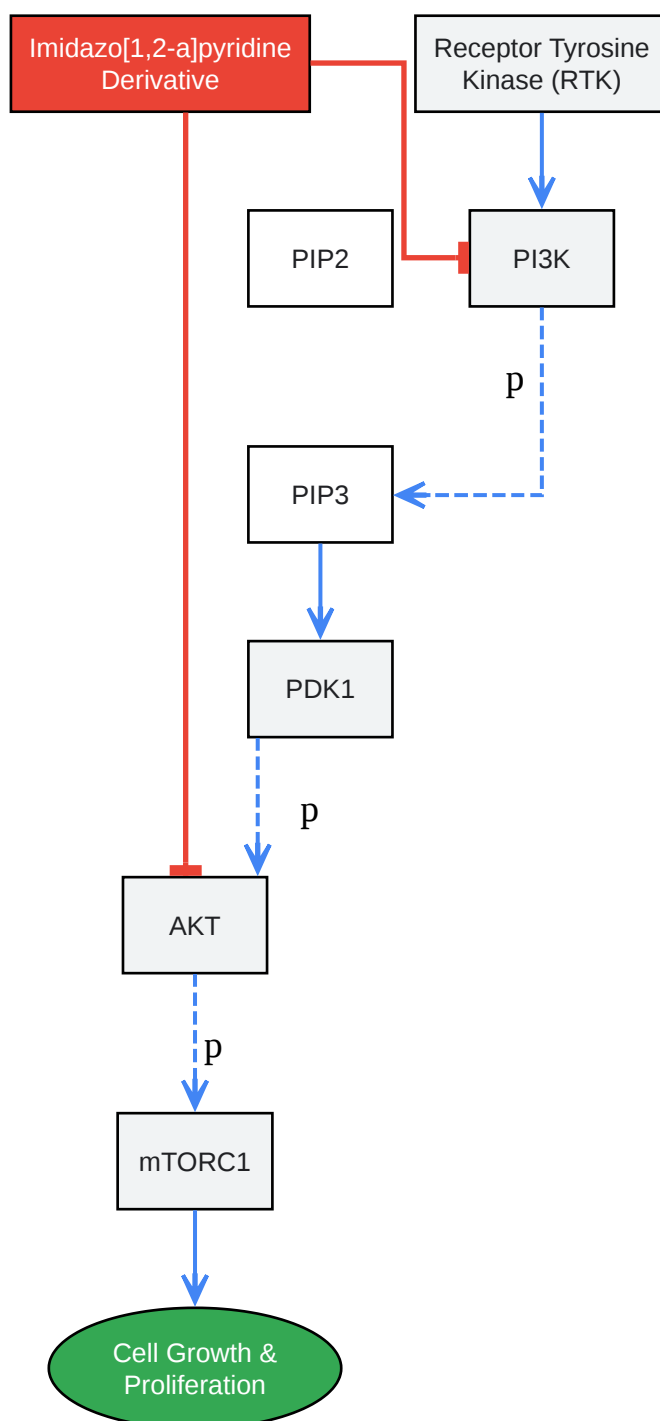 Imidazo[1,2-a]pyridine
Derivative
Receptor Tyrosine
Kinase (RTK)
PIP2
PI3K
p
PIP3
PDK1
p
AKT
p
mTORC1
Cell Growth &
Proliferation